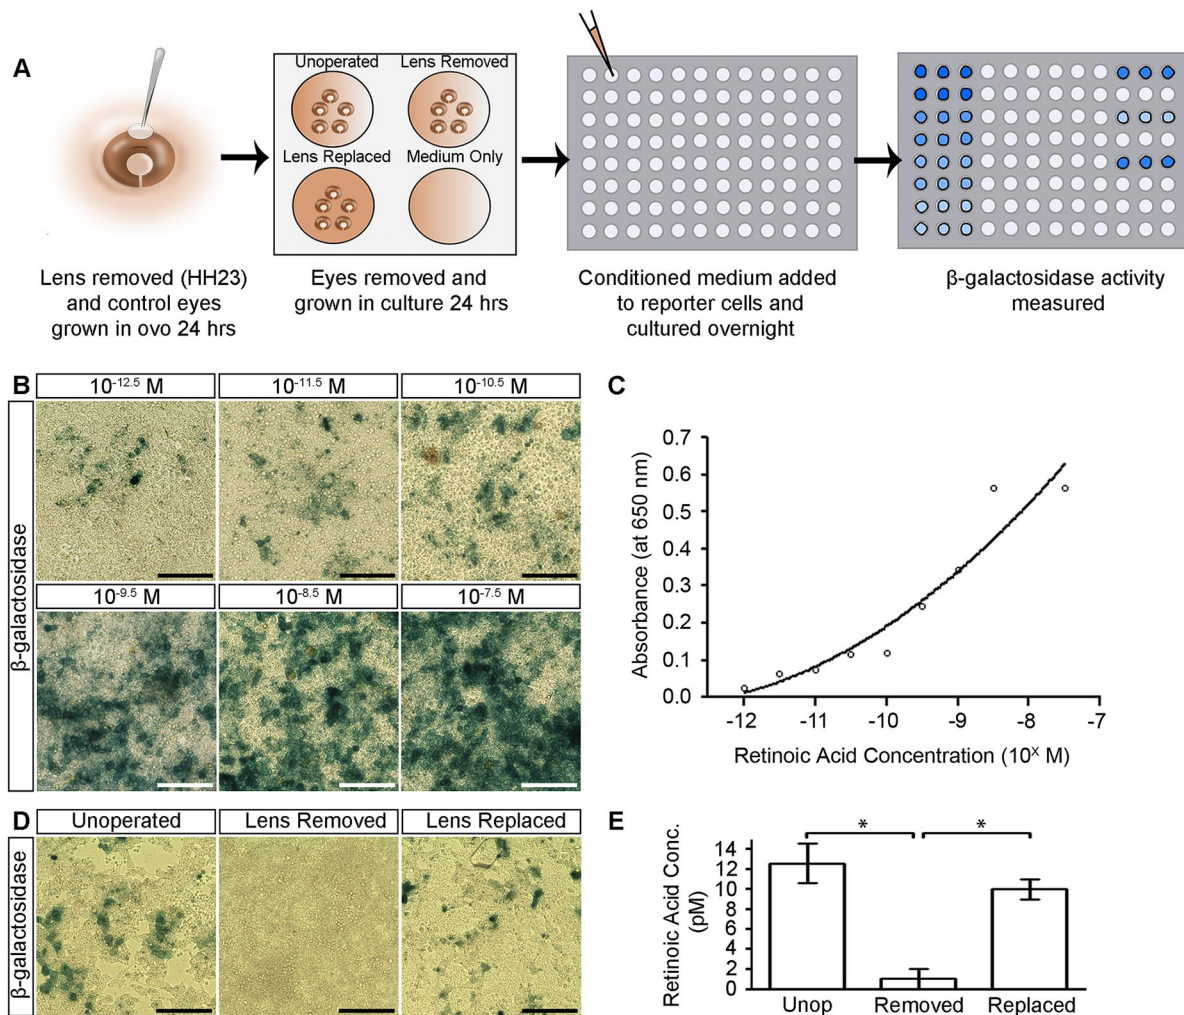 A
Unoperated
Lens Removed
Lens Replaced
Medium Only
Lens removed (HH23)
and control eyes
grown in ovo 24 hrs
Eyes removed and
grown in culture 24 hrs
Conditioned medium added
to reporter cells and
cultured overnight
β-galactosidase activity
measured
B
β-galactosidase
10^-12.5 M
10^-11.5 M
10^-10.5 M
10^-9.5 M
10^-8.5 M
10^-7.5 M
C
Absorbance (at 650 nm)
0.7
0.6
0.5
0.4
0.3
0.2
0.1
0.0
-12
-11
-10
-9
-8
-7
Retinoic Acid Concentration (10^X M)
D
β-galactosidase
Unoperated
Lens Removed
Lens Replaced
E
Retinoic Acid Conc.
(pM)
14
12
10
8
6
4
2
0
*
*
Unop
Removed
Replaced